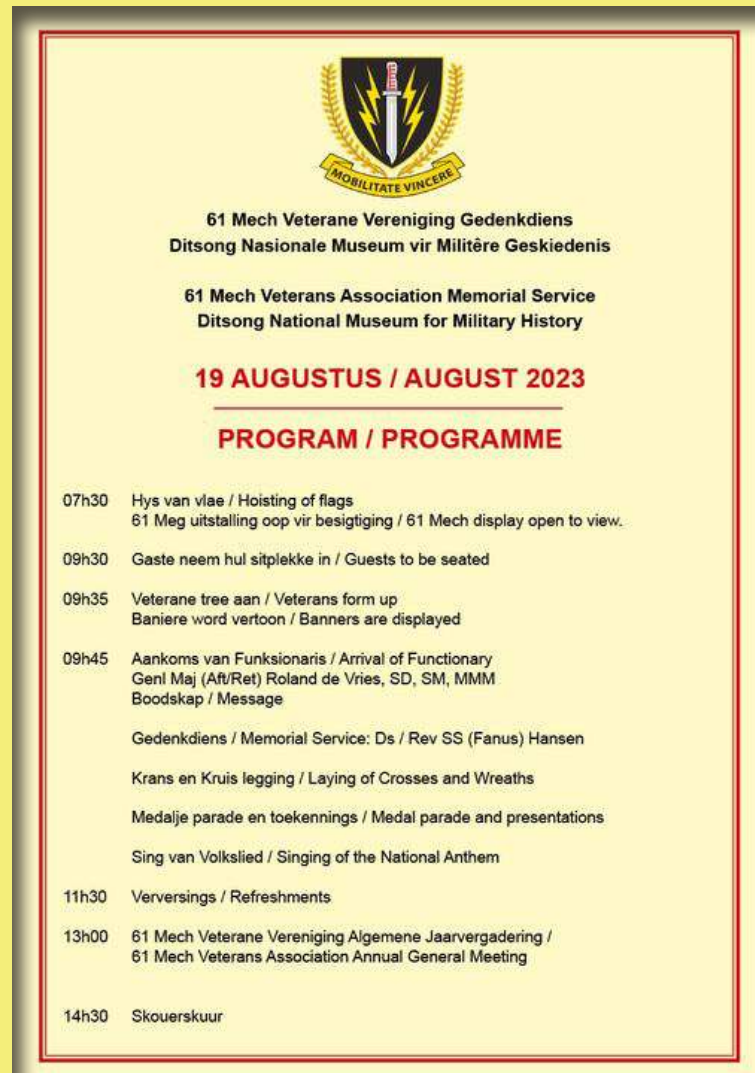 MOBILITATE VINCERE
61 Mech Veterane Vereniging Gedenkdiens
Ditsong Nasionale Museum vir Militêre Geskiedenis
61 Mech Veterans Association Memorial Service
Ditsong National Museum for Military History
19 AUGUSTUS / AUGUST 2023
PROGRAM / PROGRAMME
07h30 Hys van vlae / Hoisting of flags
61 Meg uitstalling oop vir besigtiging / 61 Mech display open to view.
09h30 Gaste neem hul sitplekke in / Guests to be seated
09h35 Veterane tree aan / Veterans form up
Baniere word vertoon / Banners are displayed
09h45 Aankoms van Funksionaris / Arrival of Functionary
Genl Maj (Aft/Ret) Roland de Vries, SD, SM, MMM
Boodskap / Message
Gedenkdiens / Memorial Service: Ds / Rev SS (Fanus) Hansen
Krans en Kruis legging / Laying of Crosses and Wreaths
Medalje parade en toekennings / Medal parade and presentations
Sing van Volkslied / Singing of the National Anthem
11h30 Verversings / Refreshments
13h00 61 Mech Veterane Vereniging Algemene Jaarvergadering /
61 Mech Veterans Association Annual General Meeting
14h30 Skouerskuur